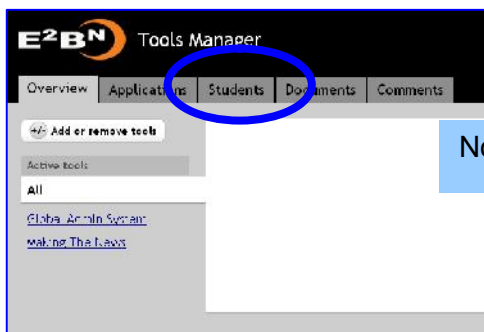 E2BN Tools Manager
Overview Applications Students Documents Comments
+/- Add or remove tools
No
Active tools
All
Global Admin System
Making The News